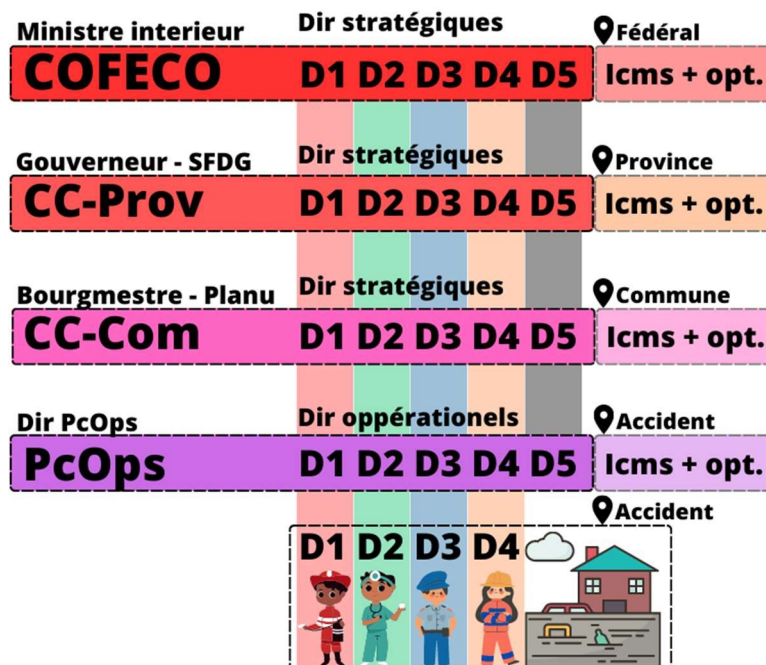 Ministre interieur Dir stratégiques Fédéral
COFECO D1 D2 D3 D4 D5 Icms + opt.
Gouverneur - SFDG Dir stratégiques Province
CC-Prov D1 D2 D3 D4 D5 Icms + opt.
Bourgmestre - Planu Dir stratégiques Commune
CC-Com D1 D2 D3 D4 D5 Icms + opt.
Dir PcOps Dir oppérationels Accident
PcOps D1 D2 D3 D4 D5 Icms + opt.
Accident
D1 D2 D3 D4